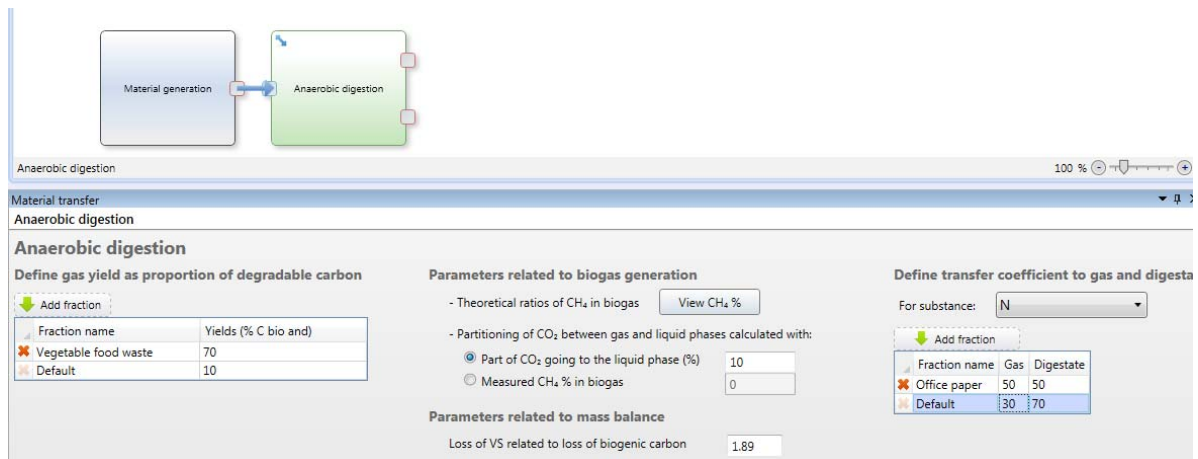 Material generation
Anaerobic digestion
Anaerobic digestion
100 %
Material transfer
Anaerobic digestion
Anaerobic digestion
Define gas yield as proportion of degradable carbon
Add fraction
Fraction name Yields (% C bio and)
Vegetable food waste 70
Default 10
Parameters related to biogas generation
- Theoretical ratios of CH₄ in biogas View CH₄ %
- Partitioning of CO₂ between gas and liquid phases calculated with:
Part of CO₂ going to the liquid phase (%) 10
Measured CH₄ % in biogas 0
Parameters related to mass balance
Loss of VS related to loss of biogenic carbon 1.89
Define transfer coefficient to gas and digesta
For substance: N
Add fraction
Fraction name Gas Digestate
Office paper 50 50
Default 30 70